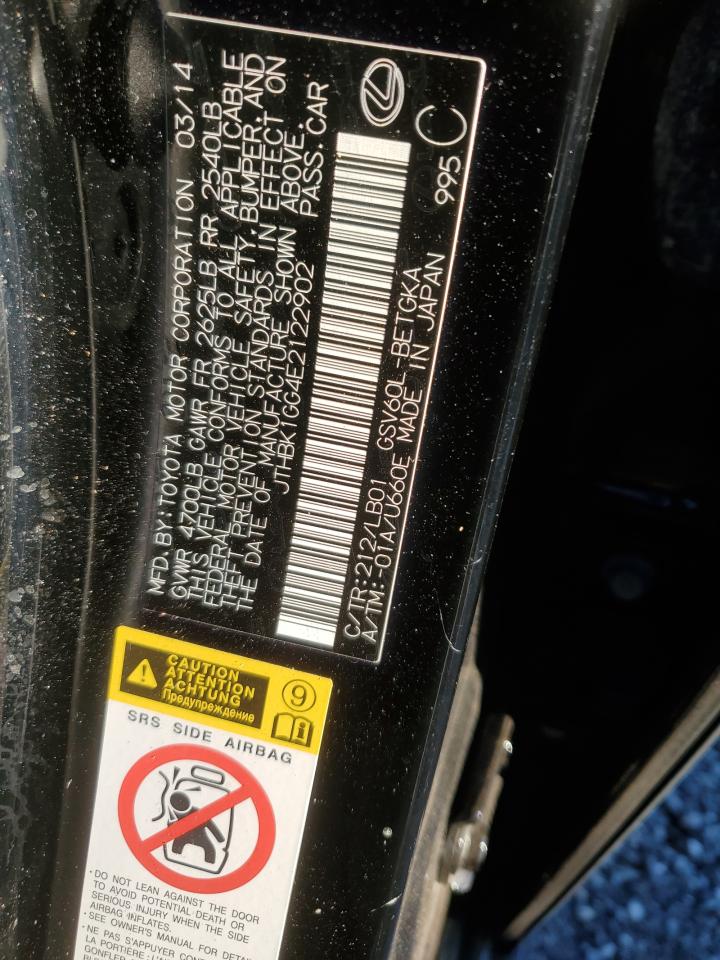 MFD. BY: TOYOTA MOTOR CORPORATION 03/14
GVWR 4700LB GAWR FR 2625LB RR 2540LB
THIS VEHICLE CONFORMS TO ALL APPLICABLE
FEDERAL MOTOR VEHICLE SAFETY, BUMPER, AND
THEFT PREVENTION STANDARDS IN EFFECT ON
THE DATE OF MANUFACTURE SHOWN ABOVE.
JTHBK1GG4E2122902 PASS. CAR
C/TR: 212/LB01 GSV60L-BETGKA
A/TM: -01A/U660E MADE IN JAPAN
995 C
CAUTION
ATTENTION
ACHTUNG
Предупреждение
9
SRS SIDE AIRBAG
· DO NOT LEAN AGAINST THE DOOR
TO AVOID POTENTIAL DEATH OR
SERIOUS INJURY WHEN THE SIDE
AIRBAG INFLATES.
· SEE OWNER'S MANUAL FOR
· NE PAS S'APPUYER
LA PORTIÈRE:
GONFLER